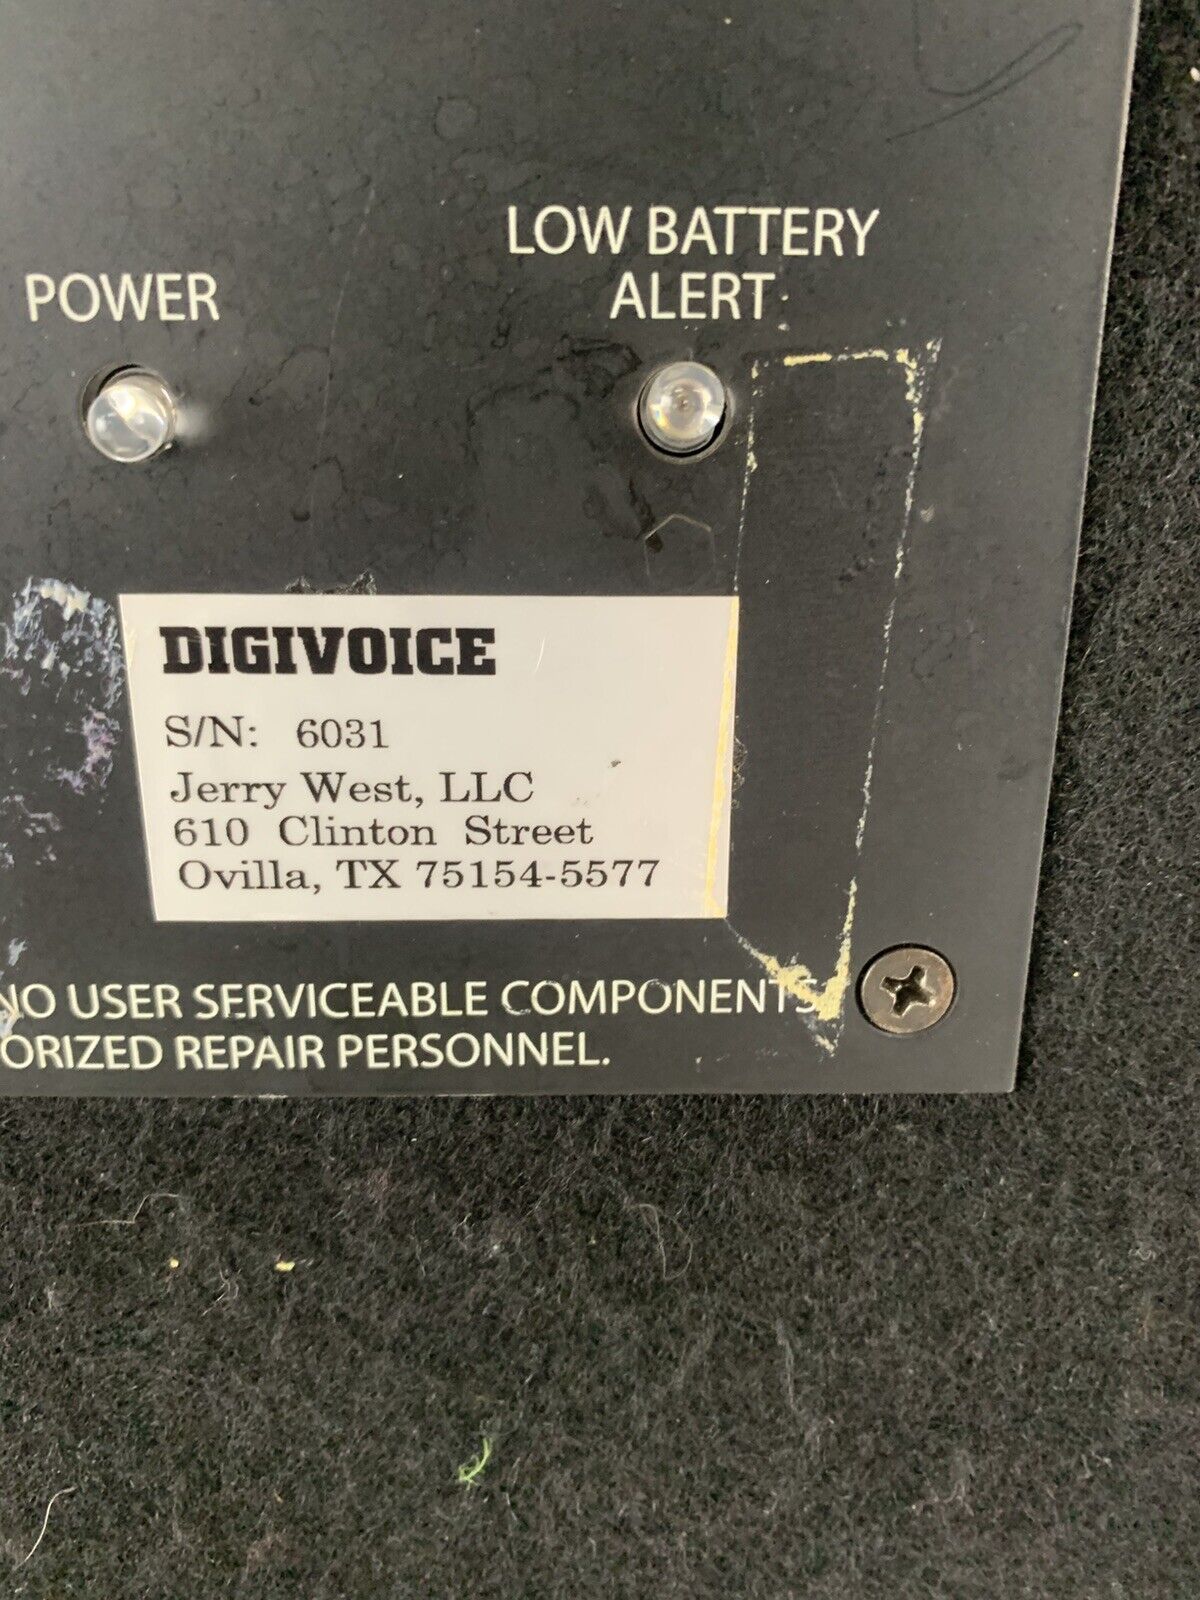 LOW BATTERY
ALERT
POWER
DIGIVOICE
S/N: 6031
Jerry West, LLC
610 Clinton Street
Ovilla, TX 75154-5577
NO USER SERVICEABLE COMPONENTS
ORIZED REPAIR PERSONNEL.